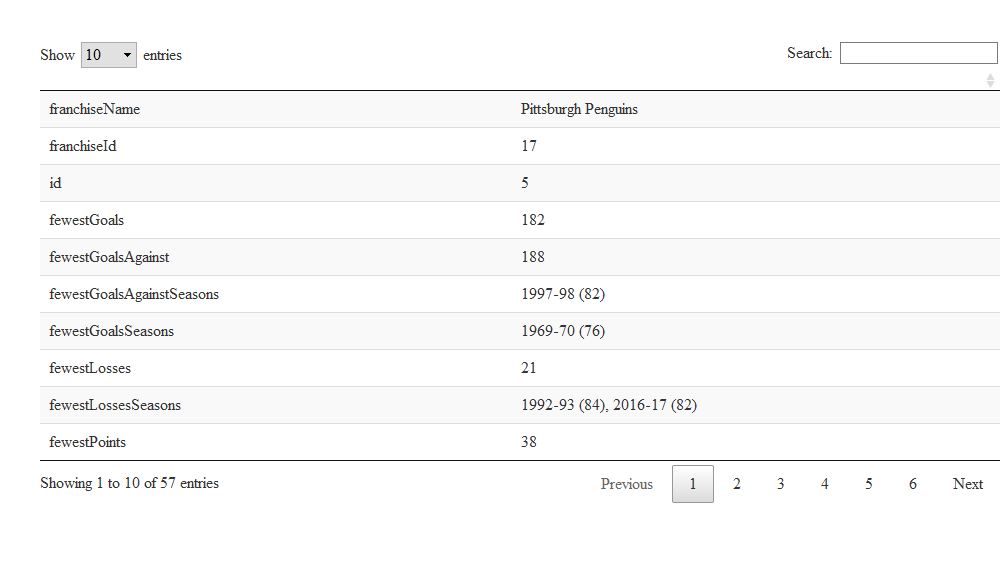 Show 10 entries Search:
franchiseName Pittsburgh Penguins
franchiseId 17
id 5
fewestGoals 182
fewestGoalsAgainst 188
fewestGoalsAgainstSeasons 1997-98 (82)
fewestGoalsSeasons 1969-70 (76)
fewestLosses 21
fewestLossesSeasons 1992-93 (84), 2016-17 (82)
fewestPoints 38
Showing 1 to 10 of 57 entries Previous 1 2 3 4 5 6 Next